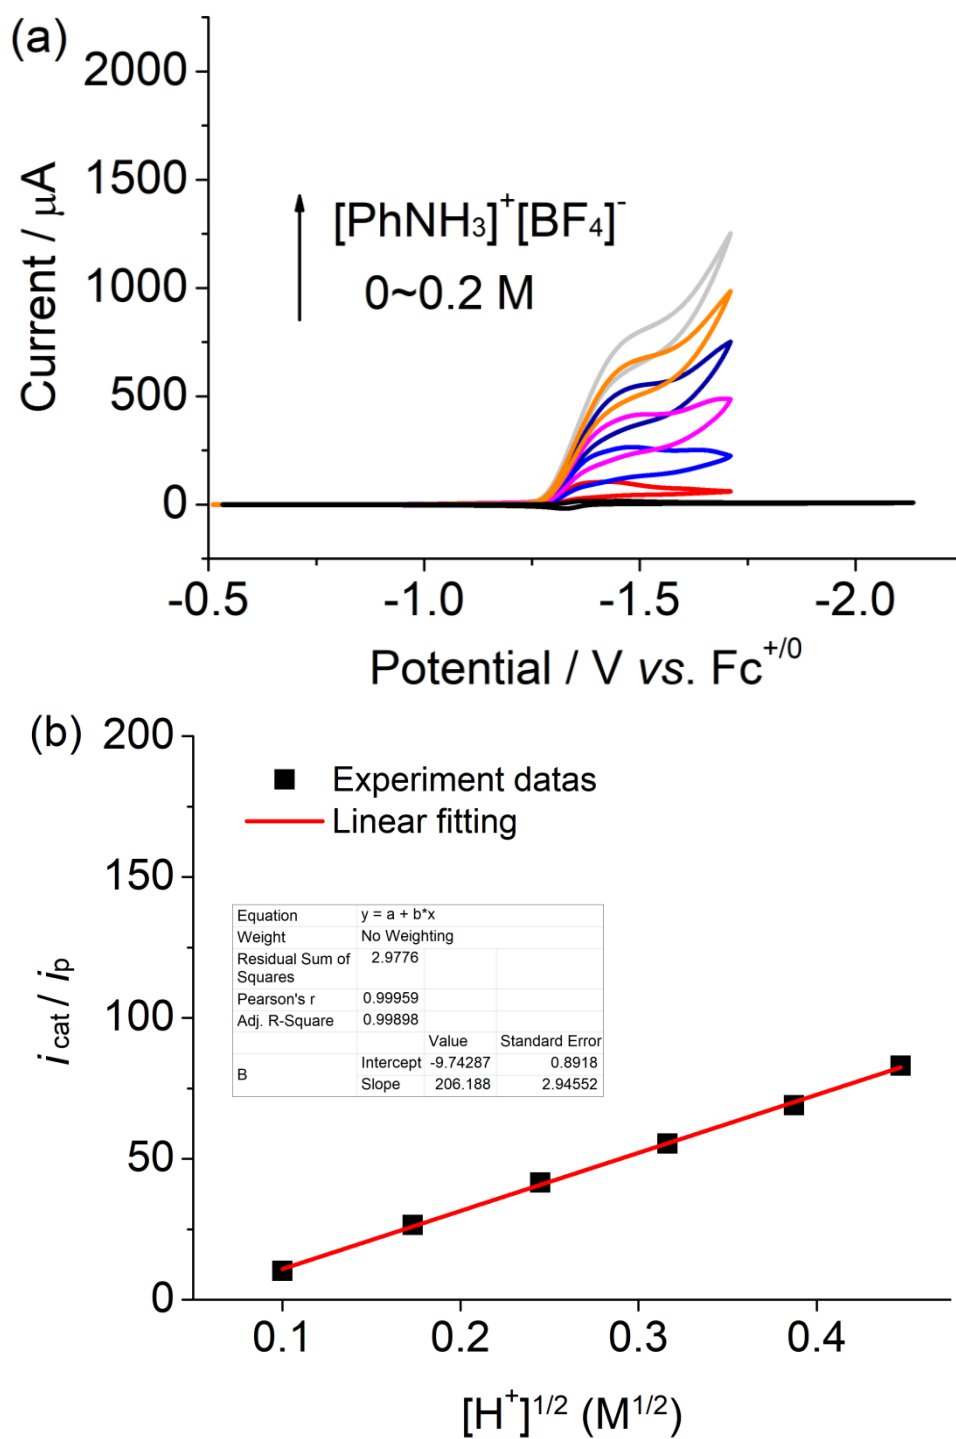 (a)
2000
1500
1000
500
0
Current / μA
[PhNH₃]⁺[BF₄]⁻
0~0.2 M
-0.5 -1.0 -1.5 -2.0
Potential / V vs. Fc⁺/⁰
(b)
200
150
100
50
0
i cat / i p
Experiment datas
Linear fitting
Equation y = a + b*x
Weight No Weighting
Residual Sum of Squares 2.9776
Pearson's r 0.99959
Adj. R-Square 0.99898
Value Standard Error
B Intercept -9.74287 0.8918
Slope 206.188 2.94552
0.1 0.2 0.3 0.4
[H⁺]¹/² (M¹/²)